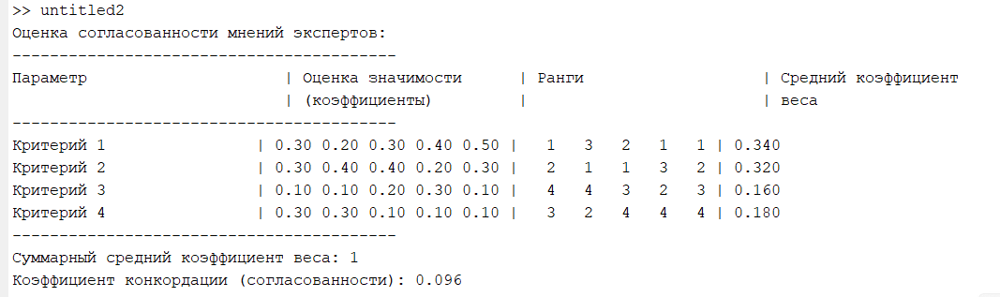 >> untitled2
Оценка согласованности мнений экспертов:
-----------------------------------------
Параметр | Оценка значимости | Ранги | Средний коэффициент
| (коэффициенты) | | веса
-----------------------------------------
Критерий 1 | 0.30 0.20 0.30 0.40 0.50 | 1 3 2 1 1 | 0.340
Критерий 2 | 0.30 0.40 0.40 0.20 0.30 | 2 1 1 3 2 | 0.320
Критерий 3 | 0.10 0.10 0.20 0.30 0.10 | 4 4 3 2 3 | 0.160
Критерий 4 | 0.30 0.30 0.10 0.10 0.10 | 3 2 4 4 4 | 0.180
-----------------------------------------
Суммарный средний коэффициент веса: 1
Коэффициент конкордации (согласованности): 0.096